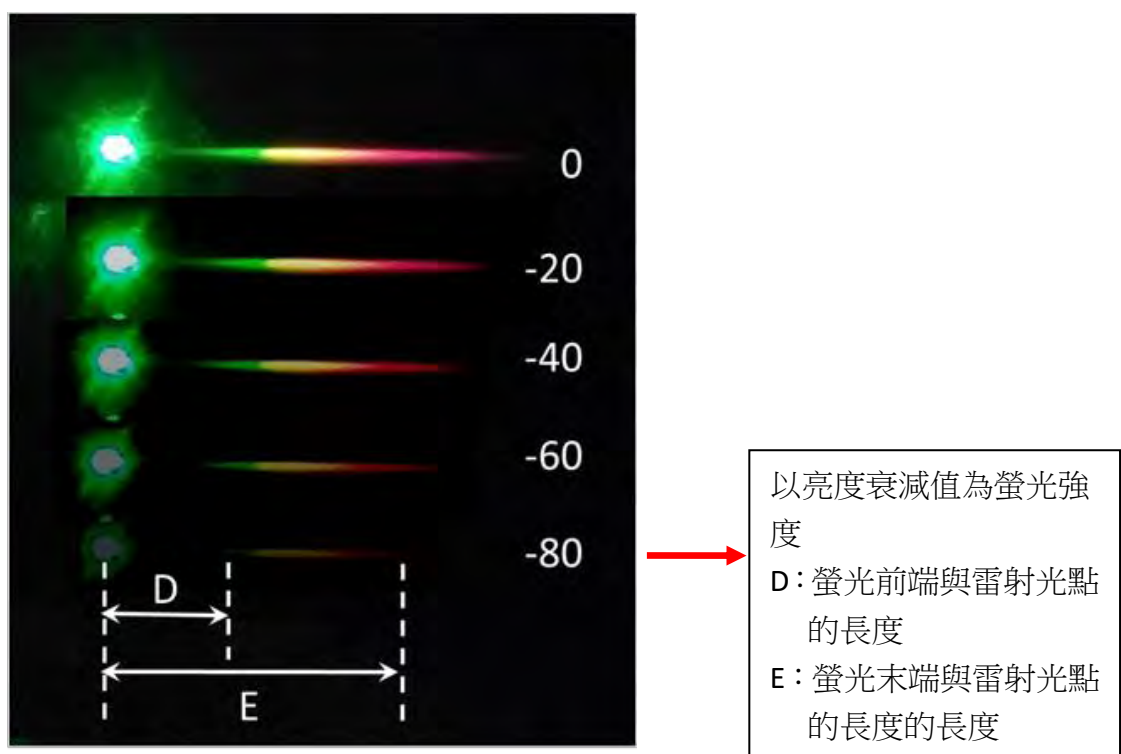 0
-20
-40
-60
-80
D
E
以亮度衰減值為螢光強
度
D：螢光前端與雷射光點
的長度
E：螢光末端與雷射光點
的長度的長度